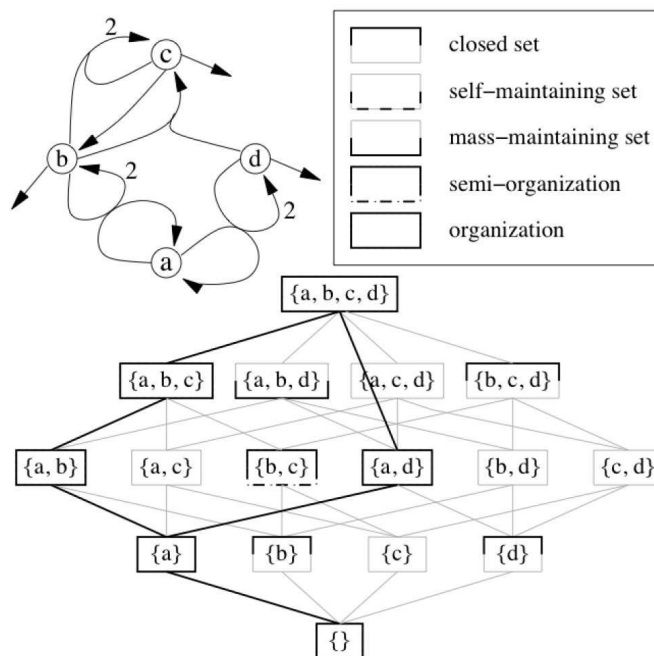 2
c
b
d
2
2
a
closed set
self−maintaining set
mass−maintaining set
semi−organization
organization
{a, b, c, d}
{a, b, c} {a, b, d} {a, c, d} {b, c, d}
{a, b} {a, c} {b, c} {a, d} {b, d} {c, d}
{a} {b} {c} {d}
{}